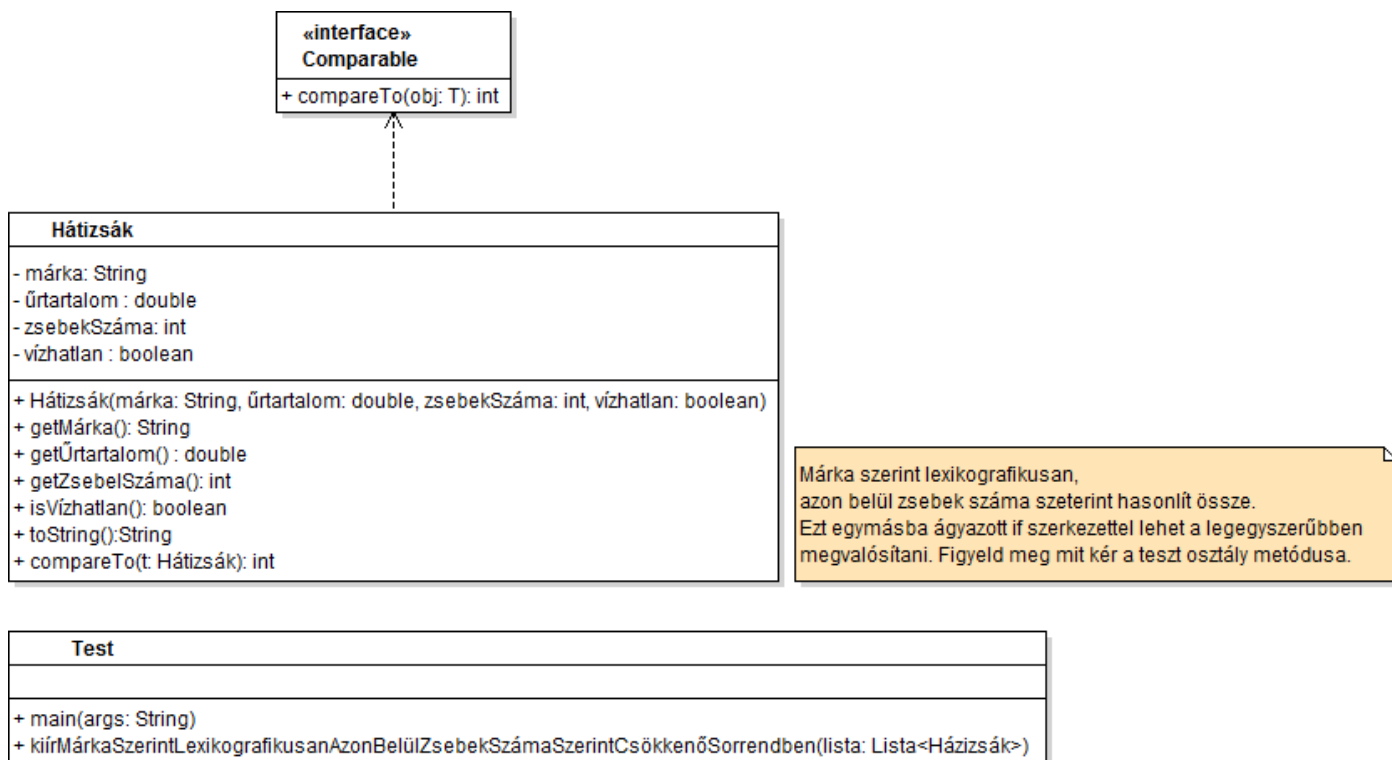 «interface»
Comparable
+ compareTo(obj: T): int
Hátizsák
- márka: String
- űrtartalom : double
- zsebekSzáma: int
- vízhatlan : boolean
+ Hátizsák(márka: String, űrtartalom: double, zsebekSzáma: int, vízhatlan: boolean)
+ getMárka(): String
+ getŰrtartalom() : double
+ getZsebelSzáma(): int
+ isVízhatlan(): boolean
+ toString():String
+ compareTo(t: Hátizsák): int
Márka szerint lexikografikusan,
azon belül zsebek száma szeterint hasonlít össze.
Ezt egymásba ágyazott if szerkezettel lehet a legegyszerűbben
megvalósítani. Figyeld meg mit kér a teszt osztály metódusa.
Test
+ main(args: String)
+ kiírMárkaSzerintLexikografikusanAzonBelülZsebekSzámaSzerintCsökkenőSorrendben(lista: Lista<Házizsák>)